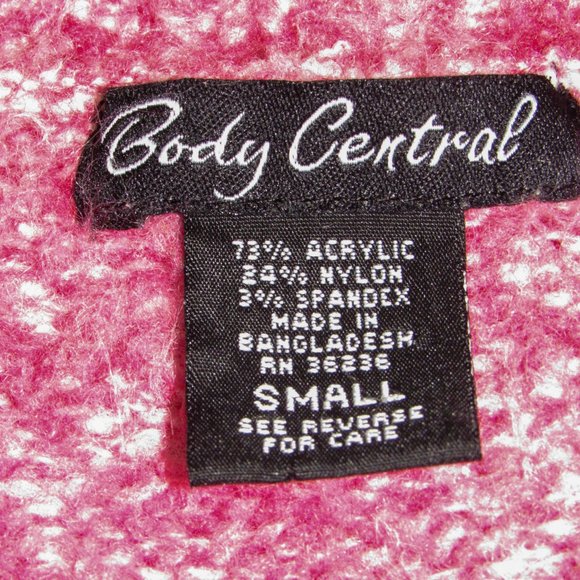 Body Central
73% ACRYLIC
24% NYLON
3% SPANDEX
MADE IN
BANGLADESH
RN 36236
SMALL
SEE REVERSE
FOR CARE